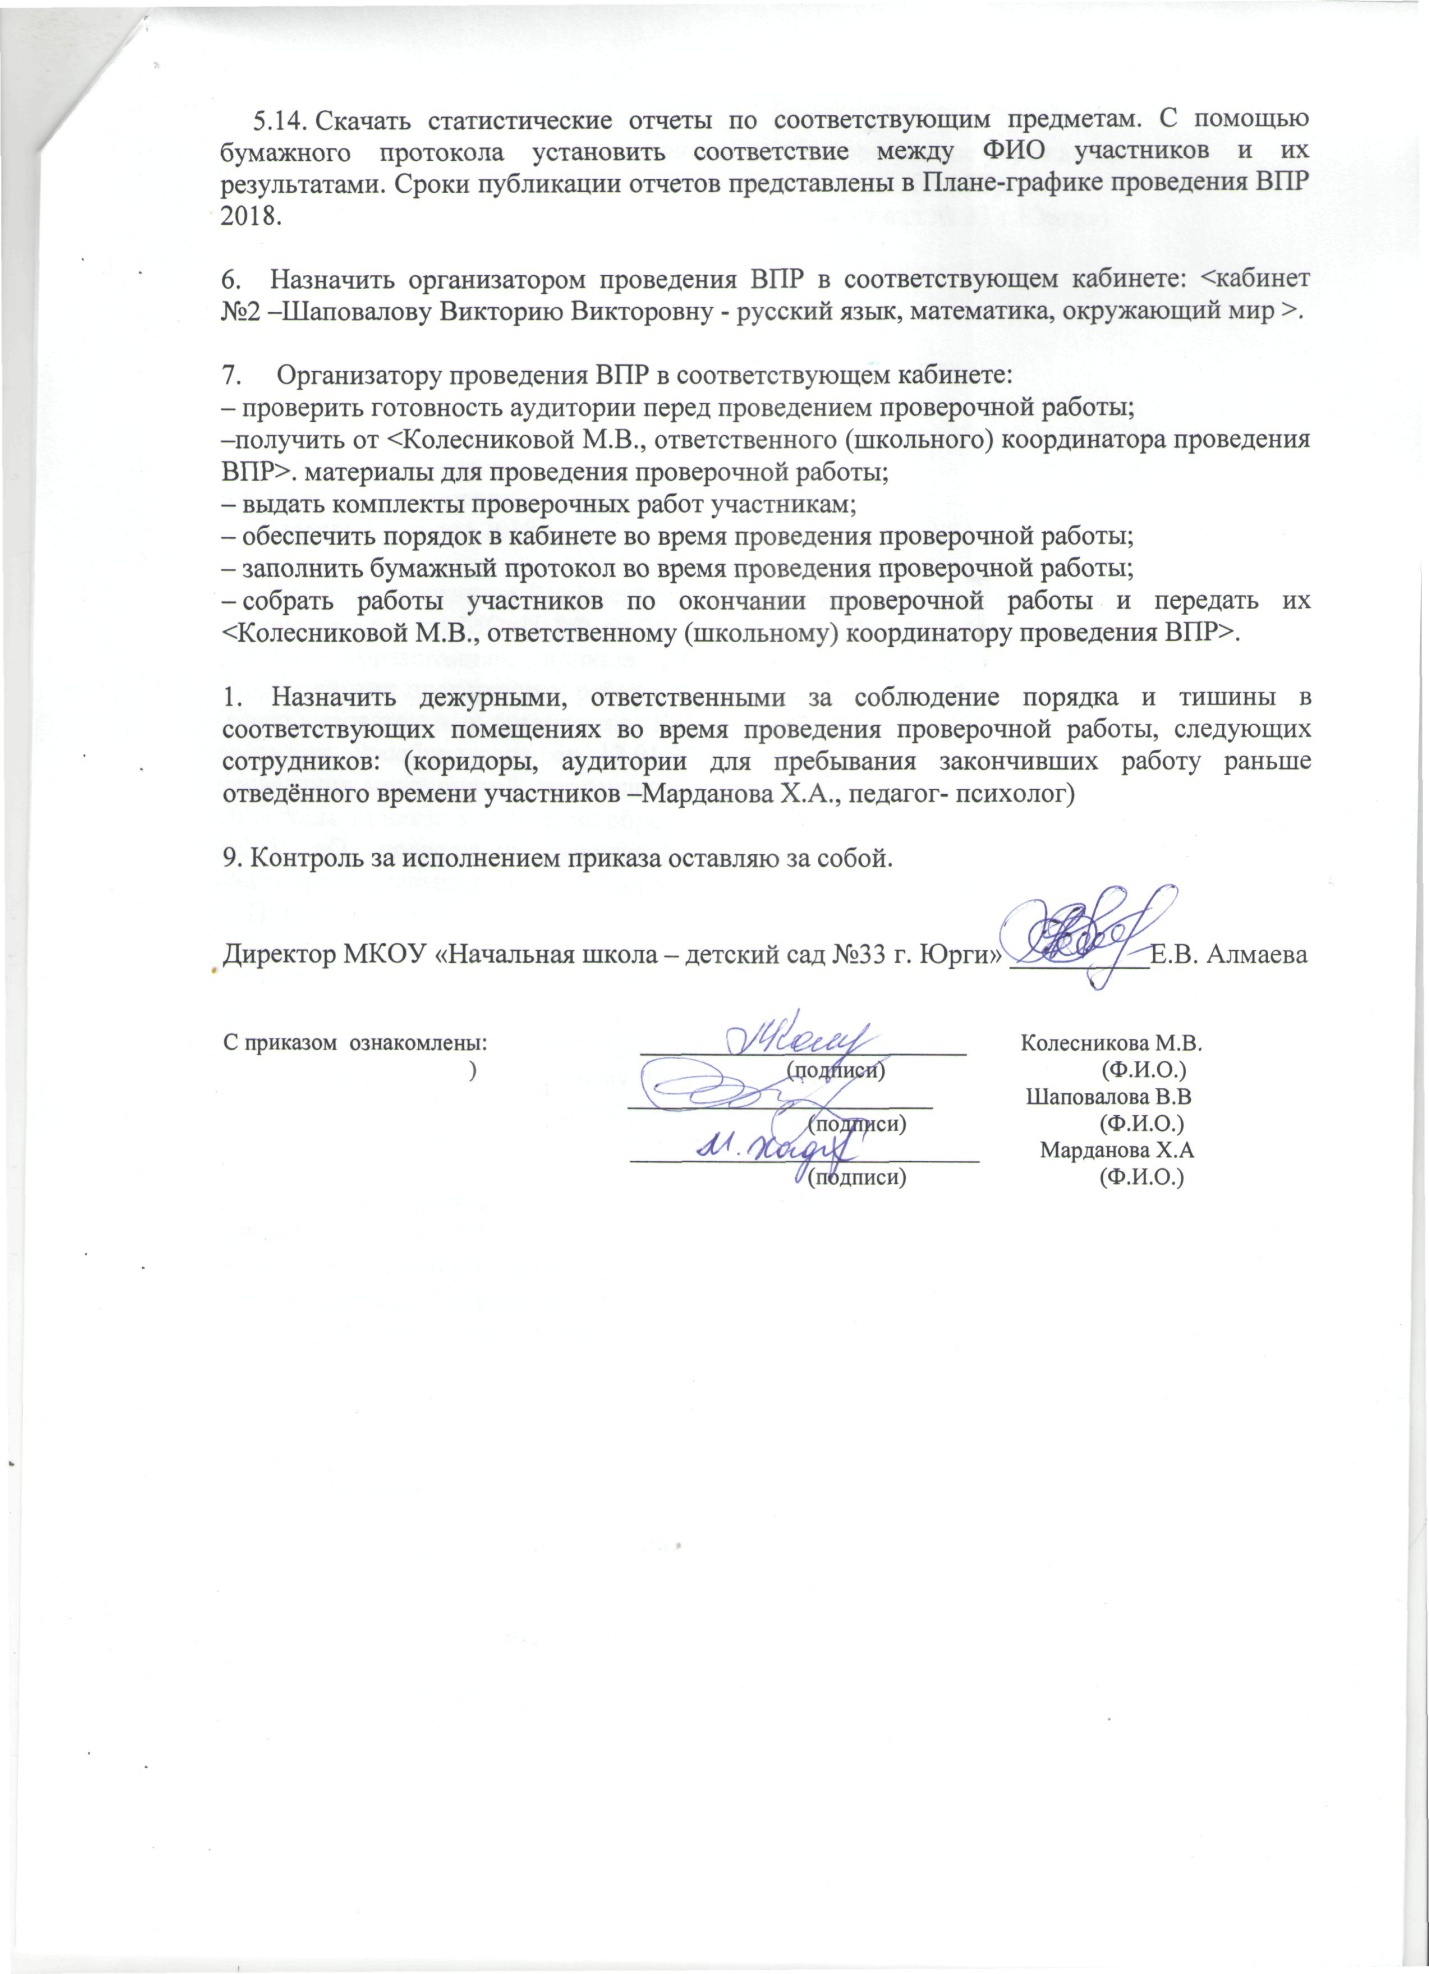 5.14. Скачать статистические отчеты по соответствующим предметам. С помощью
бумажного протокола установить соответствие между ФИО участников и их
результатами. Сроки публикации отчетов представлены в Плане-графике проведения ВПР
2018.
6. Назначить организатором проведения ВПР в соответствующем кабинете: <кабинет
№2 –Шаповалову Викторию Викторовну - русский язык, математика, окружающий мир >.
7. Организатору проведения ВПР в соответствующем кабинете:
– проверить готовность аудитории перед проведением проверочной работы;
–получить от <Колесниковой М.В., ответственного (школьного) координатора проведения
ВПР>. материалы для проведения проверочной работы;
– выдать комплекты проверочных работ участникам;
– обеспечить порядок в кабинете во время проведения проверочной работы;
– заполнить бумажный протокол во время проведения проверочной работы;
– собрать работы участников по окончании проверочной работы и передать их
<Колесниковой М.В., ответственному (школьному) координатору проведения ВПР>.
1. Назначить дежурными, ответственными за соблюдение порядка и тишины в
соответствующих помещениях во время проведения проверочной работы, следующих
сотрудников: (коридоры, аудитории для пребывания закончивших работу раньше
отведённого времени участников –Марданова Х.А., педагог- психолог)
9. Контроль за исполнением приказа оставляю за собой.
Директор МКОУ «Начальная школа – детский сад №33 г. Юрги» __________Е.В. Алмаева
С приказом ознакомлены: Колесникова М.В.
) (подписи) (Ф.И.О.)
Шаповалова В.В
(подписи) (Ф.И.О.)
Марданова Х.А
(подписи) (Ф.И.О.)